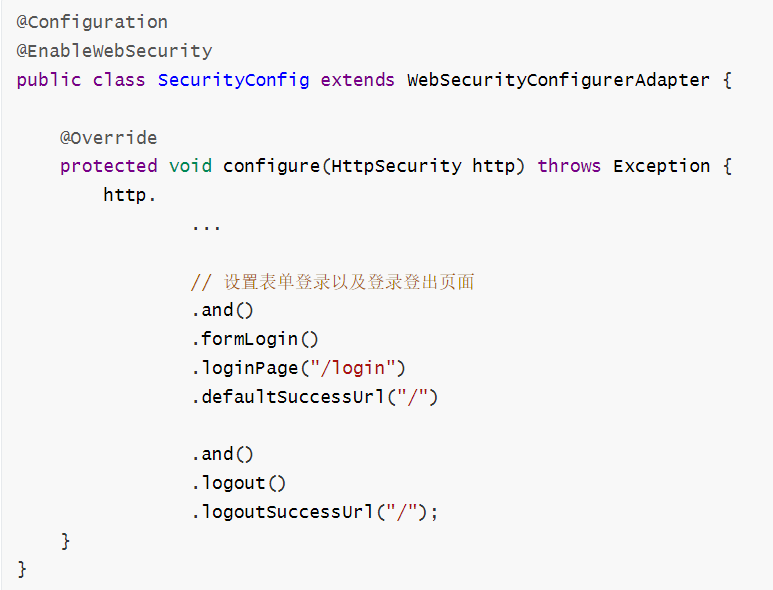 @Configuration
@EnableWebSecurity
public class SecurityConfig extends WebSecurityConfigurerAdapter {
@Override
protected void configure(HttpSecurity http) throws Exception {
http.
...
// 设置表单登录以及登录登出页面
.and()
.formLogin()
.loginPage("/login")
.defaultSuccessUrl("/")
.and()
.logout()
.logoutSuccessUrl("/");
}
}